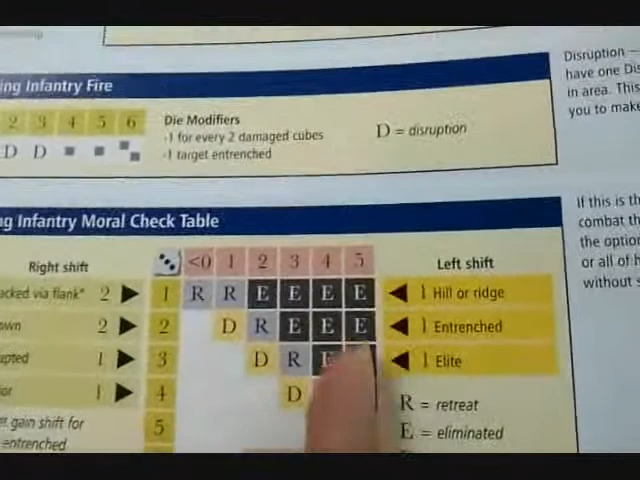 Disruption —
have one Dis
in area. This
you to make
ing Infantry Fire
2 3 4 5 6
D D
Die Modifiers
-1 for every 2 damaged cubes
-1 target entrenched
D = disruption
If this is th
combat th
the option
or all of h
without s
ng Infantry Moral Check Table
Right shift
<0 1 2 3 4 5
Left shift
acked via flank* 2 1 R R E E E E 1 Hill or ridge
own 2 2 D R E E E 1 Entrenched
pted 1 3 D R E 1 Elite
or 1 4 D
R = retreat
gain shift for 5
E = eliminated
entrenched